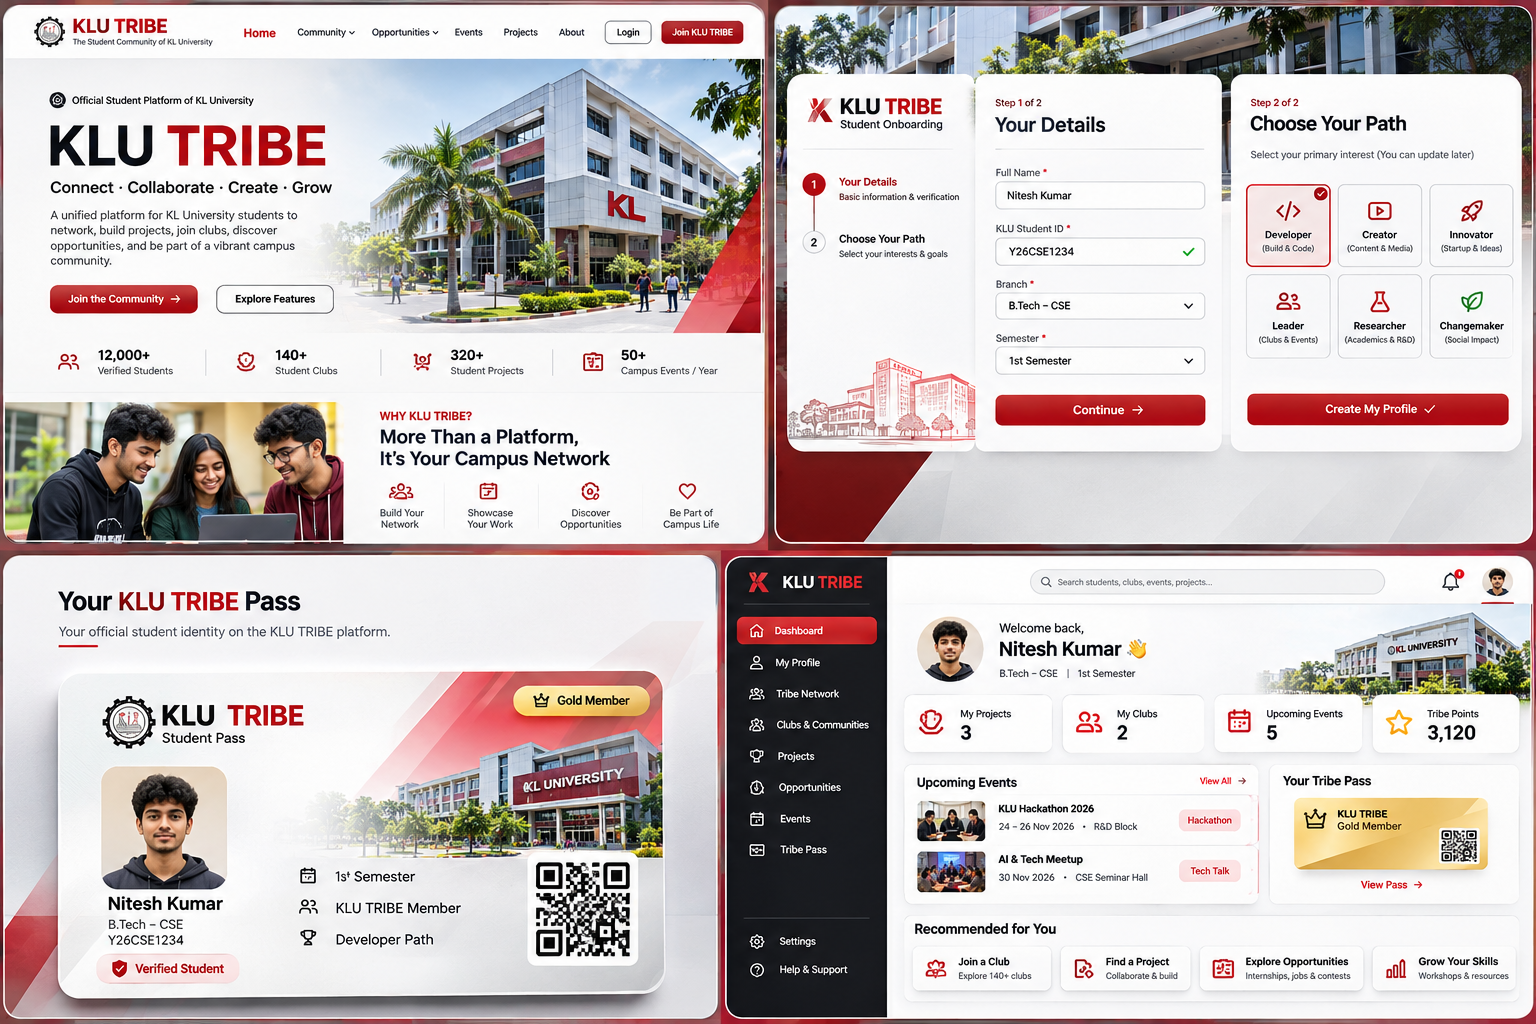 KLU TRIBE
The Student Community of KL University
Home
Community
Opportunities
Events
Projects
About
Login
Join KLU TRIBE
Official Student Platform of KL University
KLU TRIBE
Connect · Collaborate · Create · Grow
A unified platform for KL University students to
network, build projects, join clubs, discover
opportunities, and be part of a vibrant campus
community.
Join the Community →
Explore Features
KL
12,000+
Verified Students
140+
Student Clubs
320+
Student Projects
50+
Campus Events / Year
WHY KLU TRIBE?
More Than a Platform,
It's Your Campus Network
Build Your
Network
Showcase
Your Work
Discover
Opportunities
Be Part of
Campus Life
KLU TRIBE
Student Onboarding
1
Your Details
Basic information & verification
2
Choose Your Path
Select your interests & goals
Step 1 of 2
Your Details
Full Name *
Nitesh Kumar
KLU Student ID *
Y26CSE1234
Branch *
B.Tech – CSE
Semester *
1st Semester
Continue →
Step 2 of 2
Choose Your Path
Select your primary interest (You can update later)
Developer
(Build & Code)
Creator
(Content & Media)
Innovator
(Startup & Ideas)
Leader
(Clubs & Events)
Researcher
(Academics & R&D)
Changemaker
(Social Impact)
Create My Profile ✓
Your KLU TRIBE Pass
Your official student identity on the KLU TRIBE platform.
KLU TRIBE
Student Pass
Gold Member
KL UNIVERSITY
Nitesh Kumar
B.Tech – CSE
Y26CSE1234
Verified Student
1st Semester
KLU TRIBE Member
Developer Path
KLU TRIBE
Dashboard
My Profile
Tribe Network
Clubs & Communities
Projects
Opportunities
Events
Tribe Pass
Settings
Help & Support
Search students, clubs, events, projects...
Welcome back,
Nitesh Kumar 👋
B.Tech – CSE | 1st Semester
KL UNIVERSITY
My Projects
3
My Clubs
2
Upcoming Events
5
Tribe Points
3,120
Upcoming Events
View All →
KLU Hackathon 2026
24 – 26 Nov 2026 • R&D Block
Hackathon
AI & Tech Meetup
30 Nov 2026 • CSE Seminar Hall
Tech Talk
Your Tribe Pass
KLU TRIBE
Gold Member
View Pass →
Recommended for You
Join a Club
Explore 140+ clubs
Find a Project
Collaborate & build
Explore Opportunities
Internships, jobs & contests
Grow Your Skills
Workshops & resources